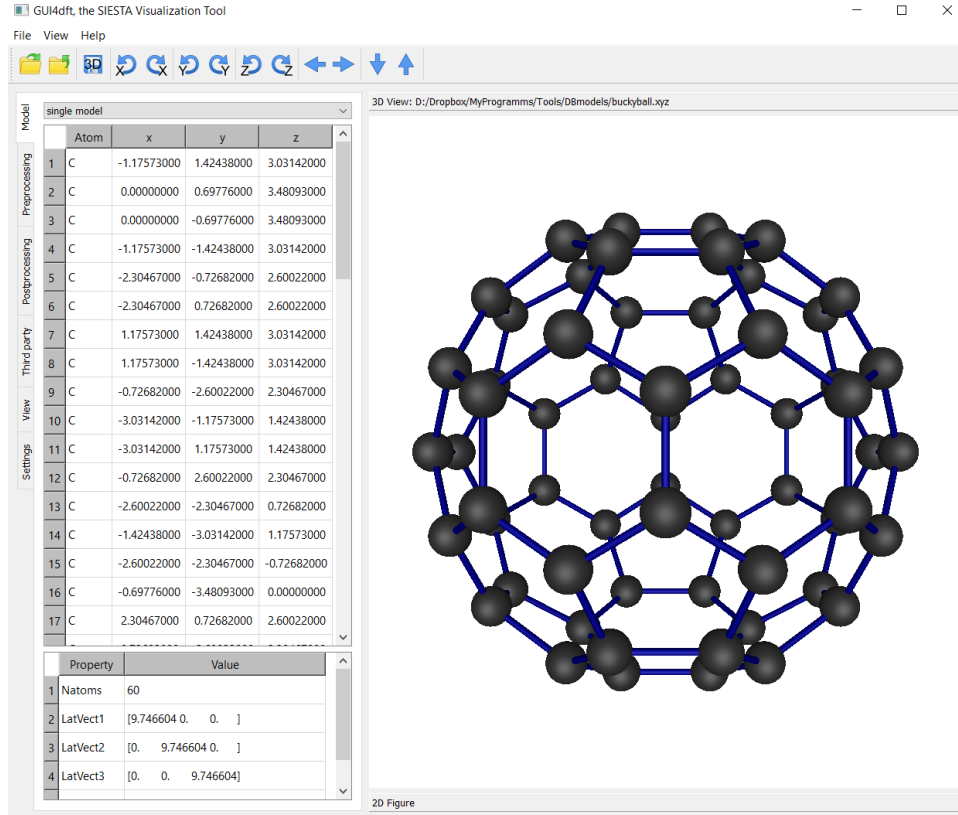 GUI4dft, the SIESTA Visualization Tool
File View Help
3D X X Y Y Z Z
Model
Preprocessing
Postprocessing
Third party
View
Settings
single model
Atom x y z
1 C -1.17573000 1.42438000 3.03142000
2 C 0.00000000 0.69776000 3.48093000
3 C 0.00000000 -0.69776000 3.48093000
4 C -1.17573000 -1.42438000 3.03142000
5 C -2.30467000 -0.72682000 2.60022000
6 C -2.30467000 0.72682000 2.60022000
7 C 1.17573000 1.42438000 3.03142000
8 C 1.17573000 -1.42438000 3.03142000
9 C -0.72682000 -2.60022000 2.30467000
10 C -3.03142000 -1.17573000 1.42438000
11 C -3.03142000 1.17573000 1.42438000
12 C -0.72682000 2.60022000 2.30467000
13 C -2.60022000 -2.30467000 0.72682000
14 C -1.42438000 -3.03142000 1.17573000
15 C -2.60022000 -2.30467000 -0.72682000
16 C -0.69776000 -3.48093000 0.00000000
17 C 2.30467000 0.72682000 2.60022000
Property Value
1 Natoms 60
2 LatVect1 [9.746604 0. 0. ]
3 LatVect2 [0. 9.746604 0. ]
4 LatVect3 [0. 0. 9.746604]
3D View: D:/Dropbox/MyProgramms/Tools/DBmodels/buckyball.xyz
2D Figure